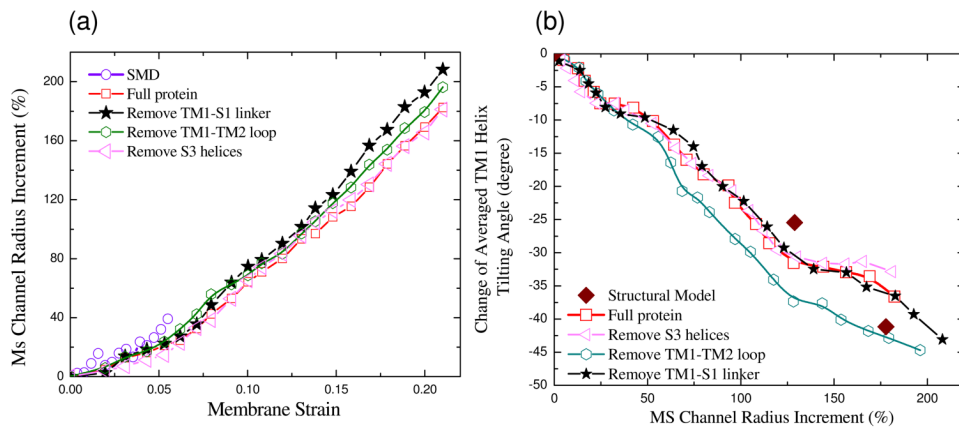 (a)
Ms Channel Radius Increment (%)
200
160
120
80
40
0
SMD
Full protein
Remove TM1-S1 linker
Remove TM1-TM2 loop
Remove S3 helices
0.00
0.05
0.10
0.15
0.20
Membrane Strain
(b)
Change of Averaged TM1 Helix
Tilting Angle (degree)
0
-5
-10
-15
-20
-25
-30
-35
-40
-45
-50
Structural Model
Full protein
Remove S3 helices
Remove TM1-TM2 loop
Remove TM1-S1 linker
0
50
100
150
200
MS Channel Radius Increment (%)